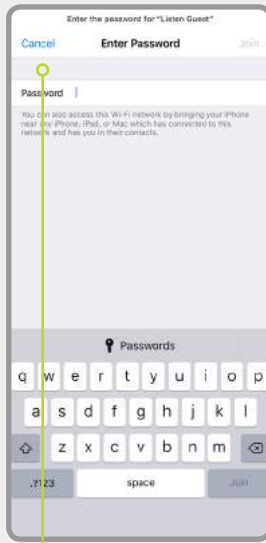 Enter the password for "Listen Guest"
Cancel Enter Password Join
Password
You can also access this Wi-Fi network by bringing your iPhone
near any iPhone, iPad, or Mac which has connected to this
network and has you in their contacts.
Passwords
q w e r t y u i o p
a s d f g h j k l
z x c v b n m
.?123 space Join